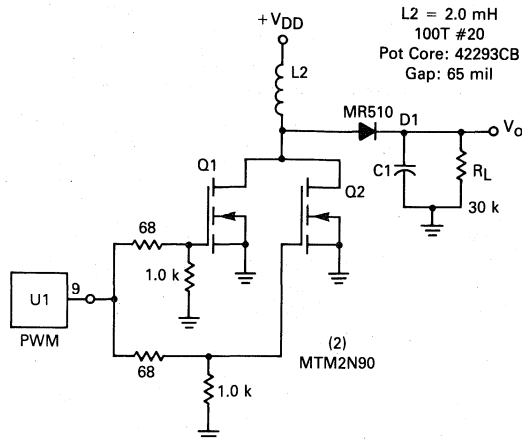 +VDD
L2 = 2.0 mH
100T #20
Pot Core: 42293CB
Gap: 65 mil
L2
MR510
D1
Vo
Q1
Q2
C1
RL
30 k
68
1.0 k
U1
9
PWM
68
1.0 k
(2)
MTM2N90